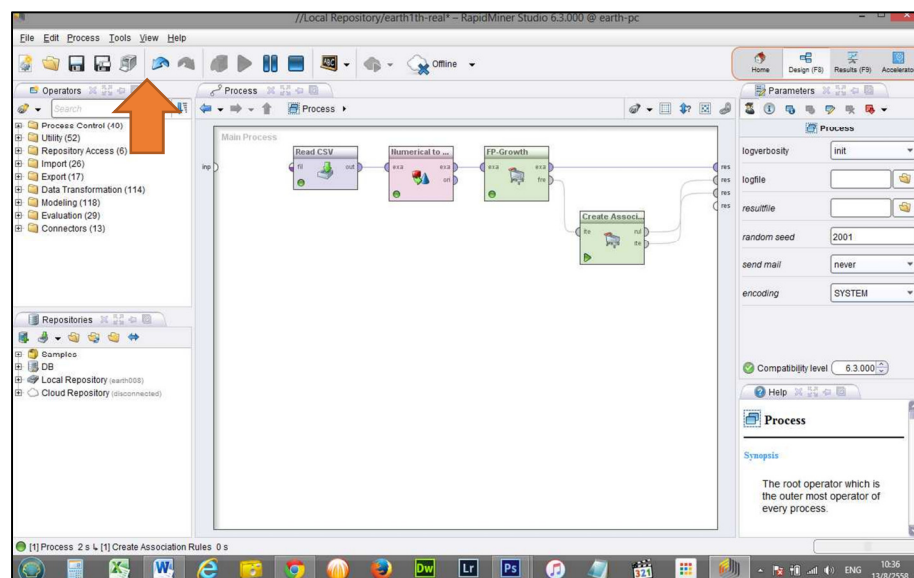 //Local Repository/earth1th-real* – RapidMiner Studio 6.3.000 @ earth-pc
File Edit Process Tools View Help
ABC
Offline
Home Design (F8) Results (F9) Accelerator
Operators
Process
Parameters
Search
Process
Process
Process Control (40)
Utility (52)
Repository Access (6)
Import (26)
Export (17)
Data Transformation (114)
Modeling (118)
Evaluation (29)
Connectors (13)
Main Process
inp
Read CSV
fil out
Numerical to ...
exa exa
ori
FP-Growth
exa exa
fre
Create Associ...
ite rul
ite
res
res
res
res
logverbosity init
logfile
resultfile
random seed 2001
send mail never
encoding SYSTEM
Repositories
Samples
DB
Local Repository (earth008)
Cloud Repository (disconnected)
Compatibility level 6.3.000
Help
Process
Synopsis
The root operator which is
the outer most operator of
every process.
[1] Process 2 s ↳ [1] Create Association Rules 0 s
Dw Lr Ps 321
ENG
10:36
13/8/2558